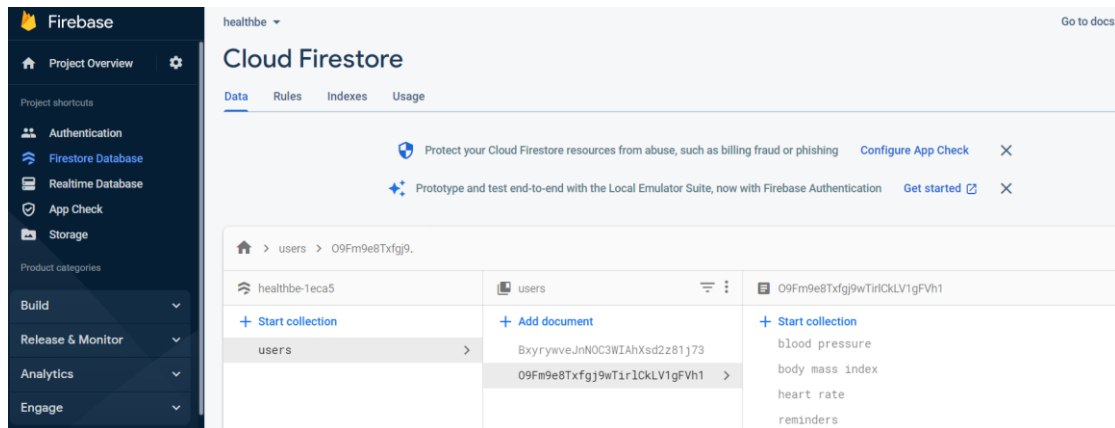 Firebase
Project Overview
Project shortcuts
Authentication
Firestore Database
Realtime Database
App Check
Storage
Product categories
Build
Release & Monitor
Analytics
Engage
healthbe
Go to docs
Cloud Firestore
Data Rules Indexes Usage
Protect your Cloud Firestore resources from abuse, such as billing fraud or phishing Configure App Check
Prototype and test end-to-end with the Local Emulator Suite, now with Firebase Authentication Get started
> users > O9Fm9e8Txfgj9.
healthbe-1eca5
+ Start collection
users >
users
+ Add document
BxyrywveJnNOC3WIAhXsd2z81j73
O9Fm9e8Txfgj9wTirlCkLV1gFVh1 >
O9Fm9e8Txfgj9wTirlCkLV1gFVh1
+ Start collection
blood pressure
body mass index
heart rate
reminders